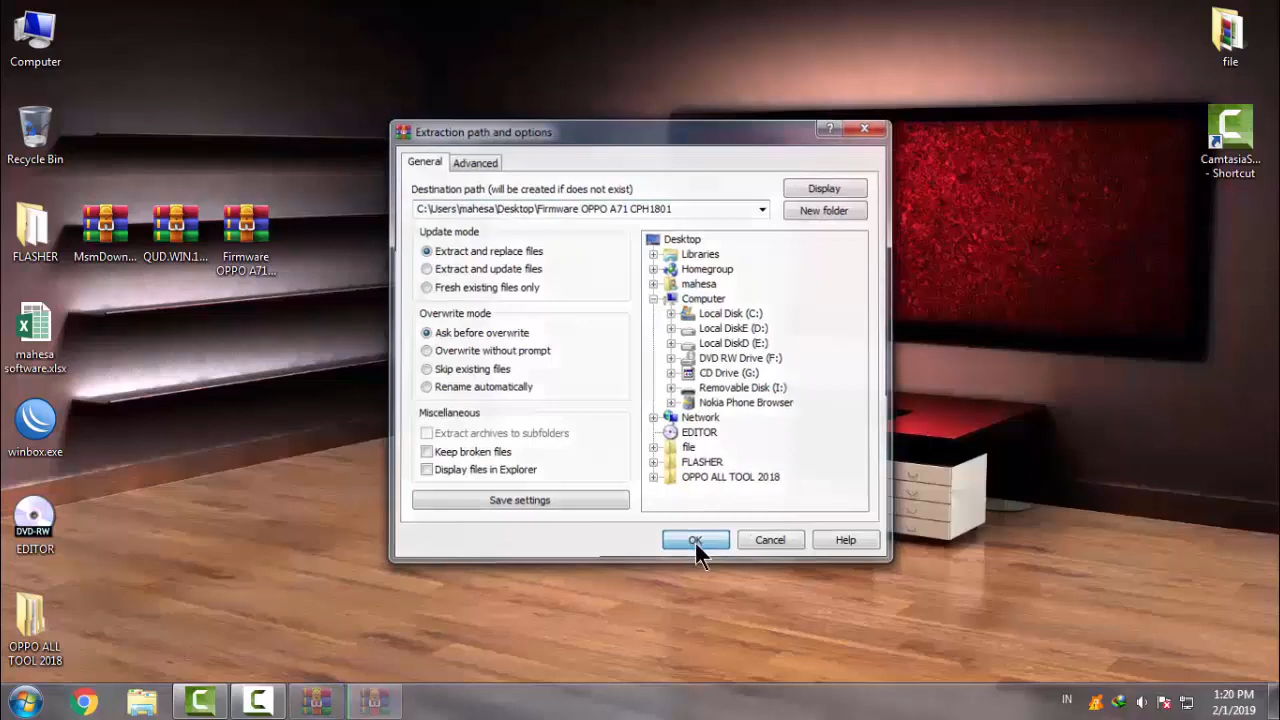 Computer
Recycle Bin
FLASHER
MsmDown...
QUD.WIN.1...
Firmware
OPPO A71...
mahesa
software.xlsx
winbox.exe
DVD-RW
EDITOR
OPPO ALL
TOOL 2018
file
CamtasiaS...
- Shortcut
Extraction path and options
?
General
Advanced
Destination path (will be created if does not exist)
C:\Users\mahesa\Desktop\Firmware OPPO A71 CPH1801
Display
New folder
Update mode
Extract and replace files
Extract and update files
Fresh existing files only
Overwrite mode
Ask before overwrite
Overwrite without prompt
Skip existing files
Rename automatically
Miscellaneous
Extract archives to subfolders
Keep broken files
Display files in Explorer
Save settings
Desktop
Libraries
Homegroup
mahesa
Computer
Local Disk (C:)
Local DiskE (D:)
Local DiskD (E:)
DVD RW Drive (F:)
CD Drive (G:)
Removable Disk (I:)
Nokia Phone Browser
Network
EDITOR
file
FLASHER
OPPO ALL TOOL 2018
OK
Cancel
Help
IN
1:20 PM
2/1/2019